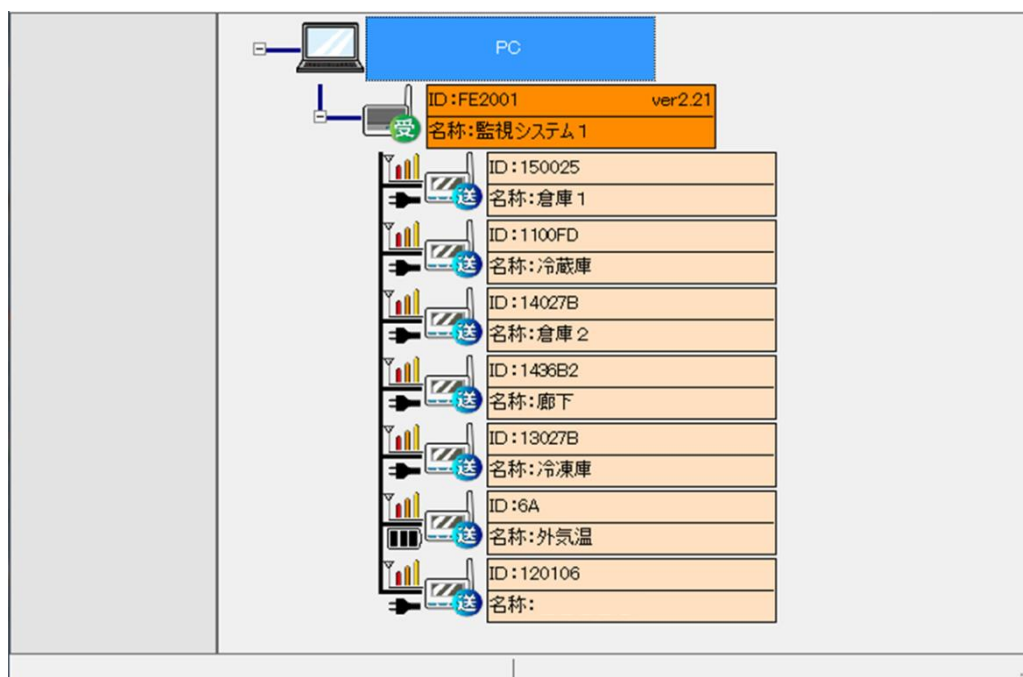 PC
ID:FE2001 ver2.21
受 名称:監視システム1
ID:150025
送 名称:倉庫1
ID:1100FD
送 名称:冷蔵庫
ID:14027B
送 名称:倉庫2
ID:1436B2
送 名称:廊下
ID:13027B
送 名称:冷凍庫
ID:6A
送 名称:外気温
ID:120106
送 名称: